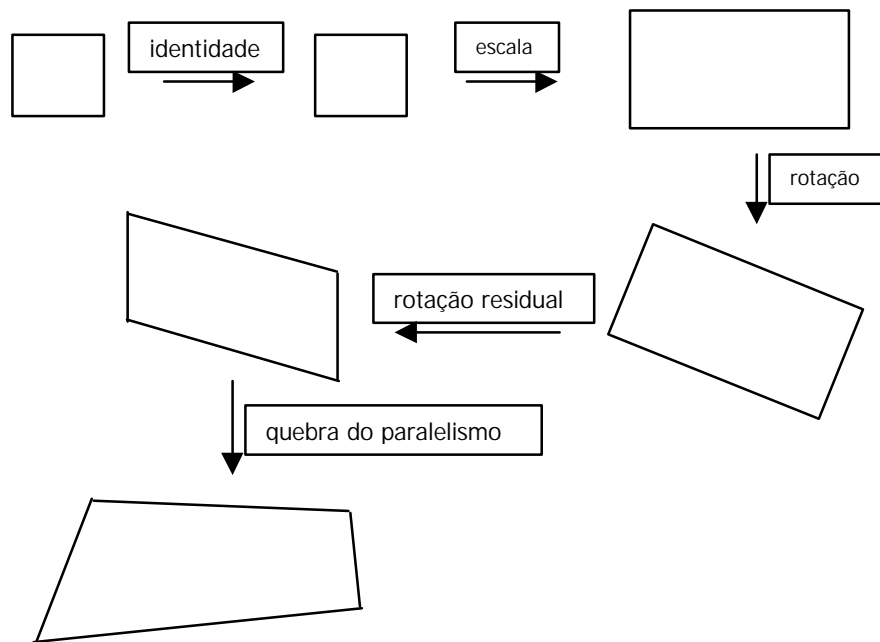 identidade
escala
rotação
rotação residual
quebra do paralelismo